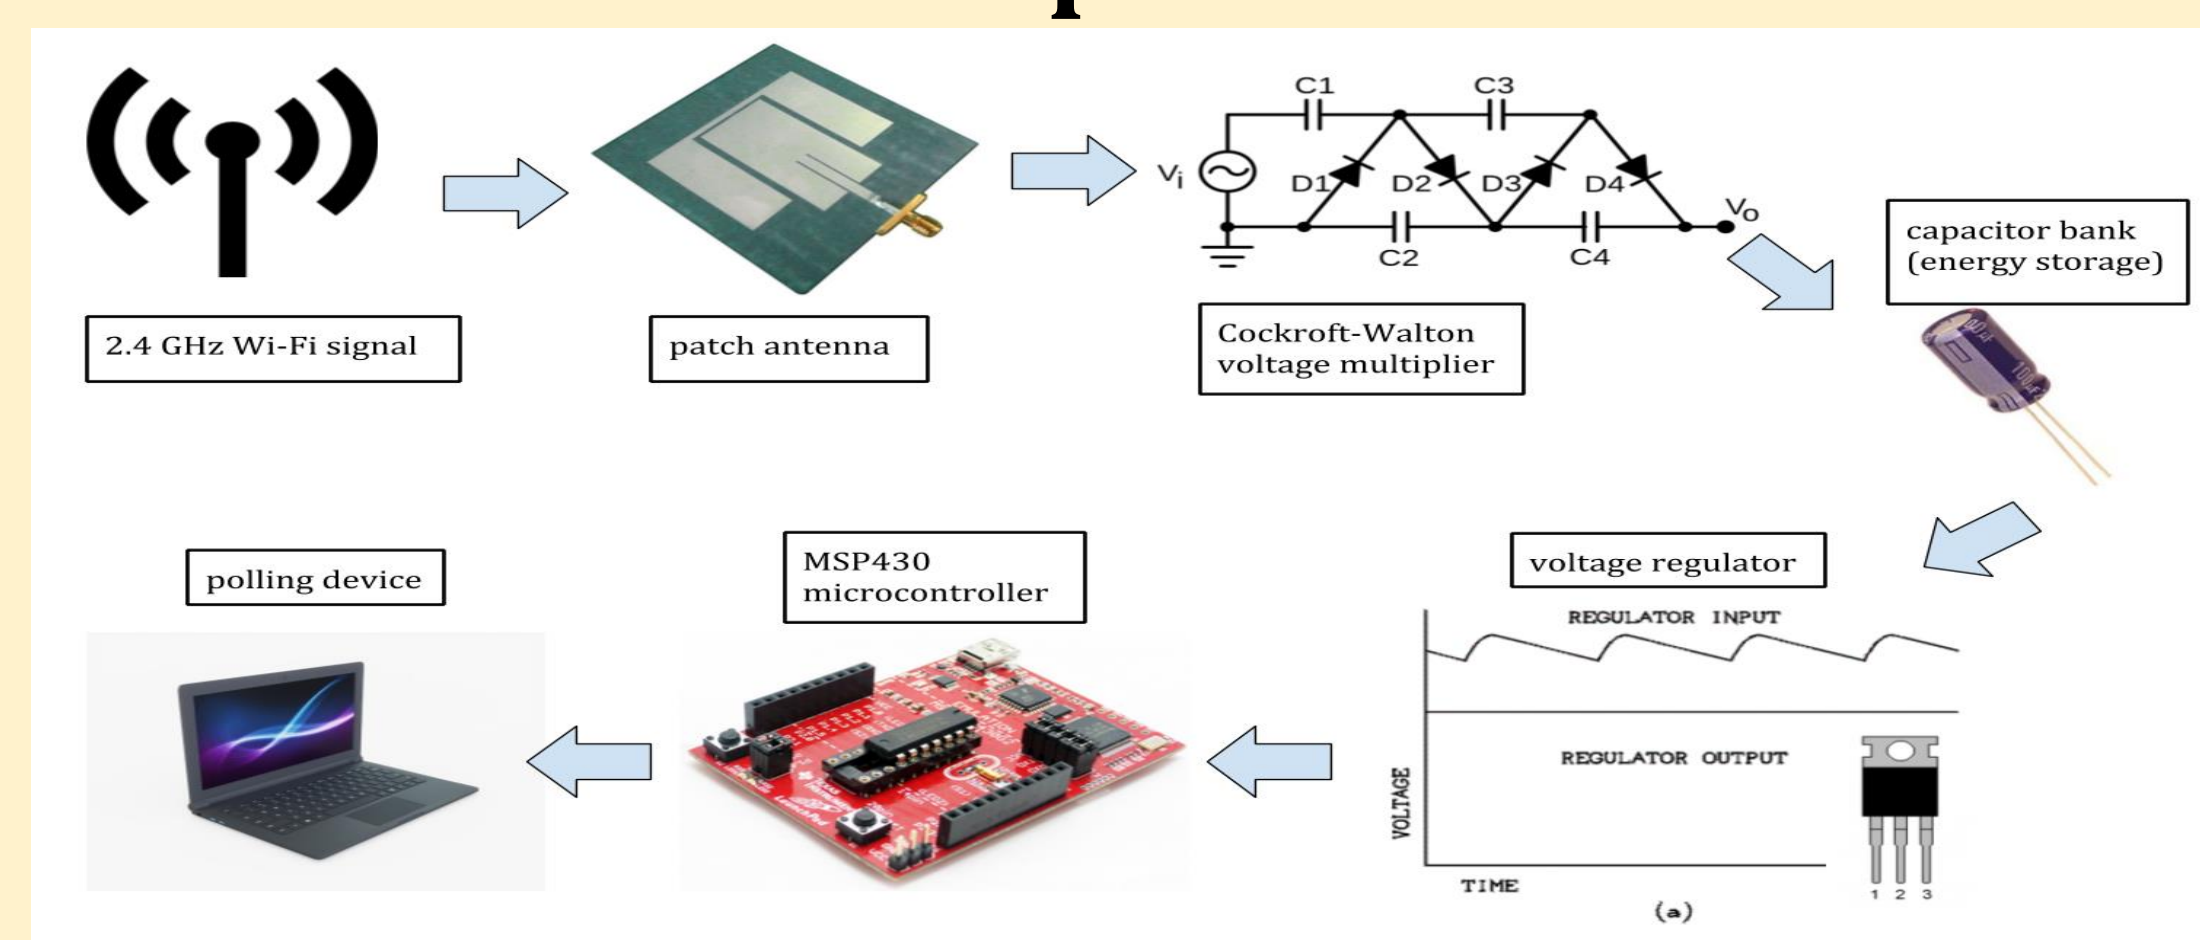 C1
C3
Vi
D1
D2
D3
D4
Vo
C2
C4
2.4 GHz Wi-Fi signal
patch antenna
Cockroft-Walton
voltage multiplier
capacitor bank
(energy storage)
100µF
polling device
MSP430
microcontroller
voltage regulator
REGULATOR INPUT
REGULATOR OUTPUT
VOLTAGE
TIME
1 2 3
(a)
LaunchPad